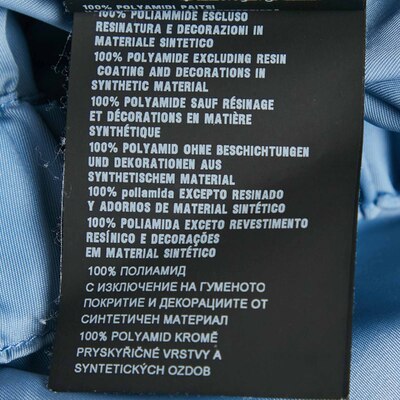 100% POLYAMIDI PAITSI
100% POLIAMMIDE ESCLUSO
RESINATURA E DECORAZIONI IN
MATERIALE SINTETICO
100% POLYAMIDE EXCLUDING RESIN
COATING AND DECORATIONS IN
SYNTHETIC MATERIAL
100% POLYAMIDE SAUF RÉSINAGE
ET DÉCORATIONS EN MATIÈRE
SYNTHÉTIQUE
100% POLYAMID OHNE BESCHICHTUNGEN
UND DEKORATIONEN AUS
SYNTHETISCHEM MATERIAL
100% poliamida EXCEPTO RESINADO
Y ADORNOS DE MATERIAL SINTÉTICO
100% POLIAMIDA EXCETO REVESTIMENTO
RESÍNICO E DECORAÇÕES
EM MATERIAL SINTÉTICO
100% ПОЛИАМИД
С ИЗКЛЮЧЕНИЕ НА ГУМЕНОТО
ПОКРИТИЕ И ДЕКОРАЦИИТЕ ОТ
СИНТЕТИЧЕН МАТЕРИАЛ
100% POLYAMID KROMĚ
PRYSKYŘIČNÉ VRSTVY A
SYNTETICKÝCH OZDOB